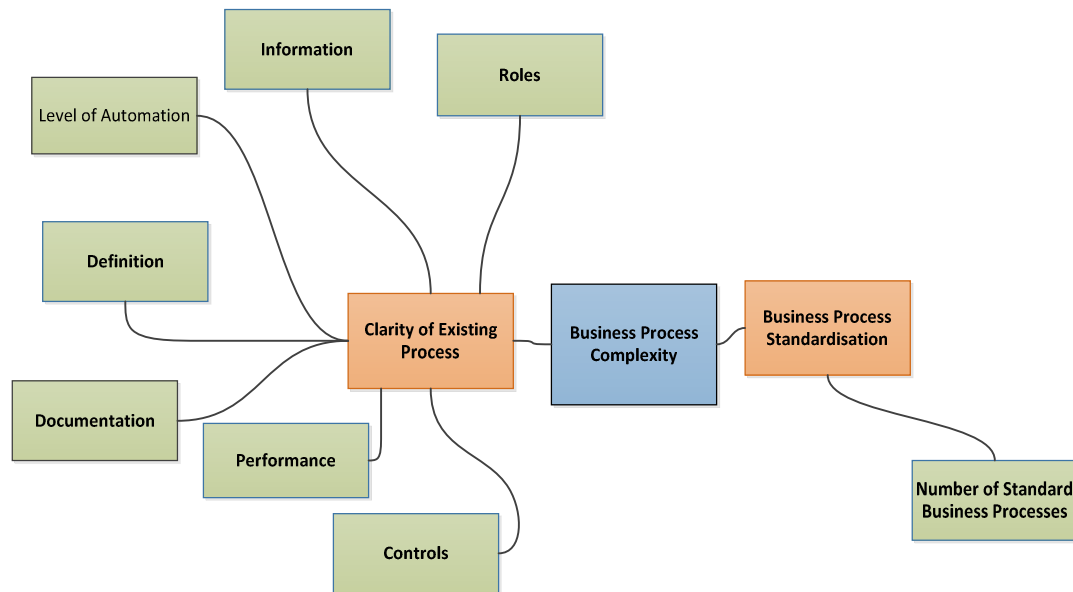 Information
Roles
Level of Automation
Definition
Clarity of Existing
Process
Business Process
Complexity
Business Process
Standardisation
Documentation
Performance
Controls
Number of Standard
Business Processes